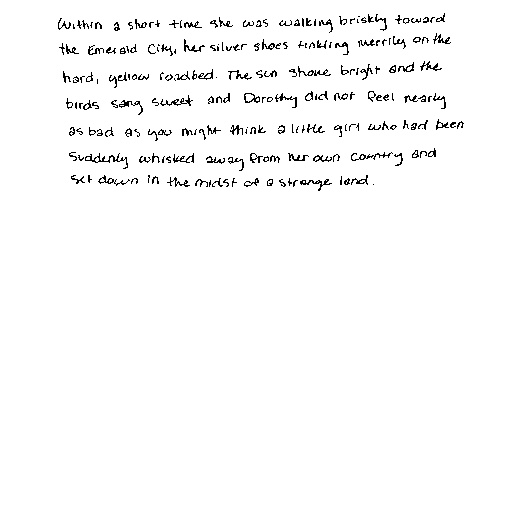 Within a short time she was walking briskly toward
the Emerald City, her silver shoes tinkling merrily on the
hard, yellow roadbed. The sun shone bright and the
birds sang sweet and Dorothy did not feel nearly
as bad as you might think a little girl who had been
suddenly whisked away from her own country and
set down in the midst of a strange land.